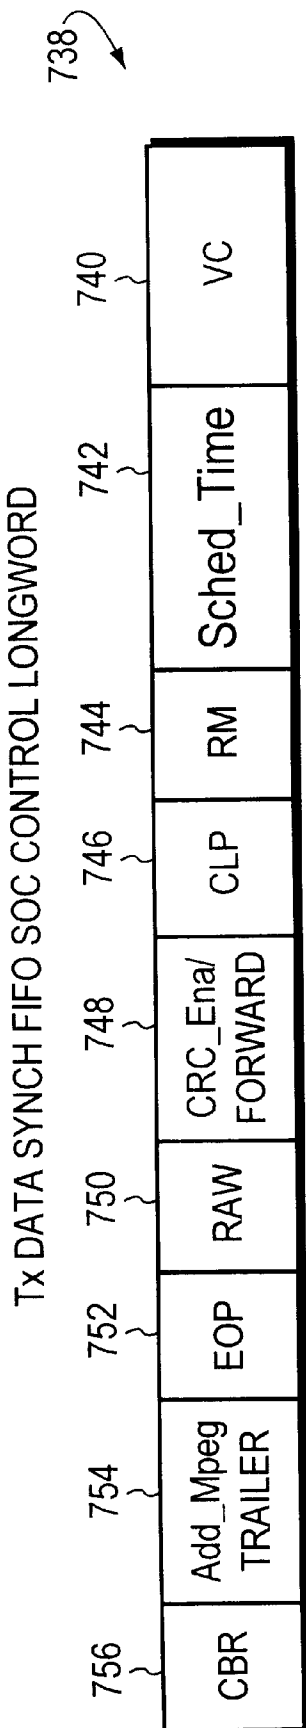 Tx DATA SYNCH FIFO SOC CONTROL LONGWORD
738
756 754 752 750 748 746 744 742 740
CBR
Add_Mpeg
TRAILER
EOP
RAW
CRC_Ena/
FORWARD
CLP
RM
Sched_Time
VC